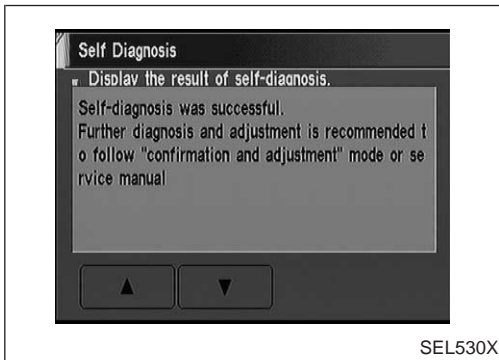 Self Diagnosis
Display the result of self-diagnosis.
Self-diagnosis was successful.
Further diagnosis and adjustment is recommended t
o follow "confirmation and adjustment" mode or se
rvice manual
SEL530X